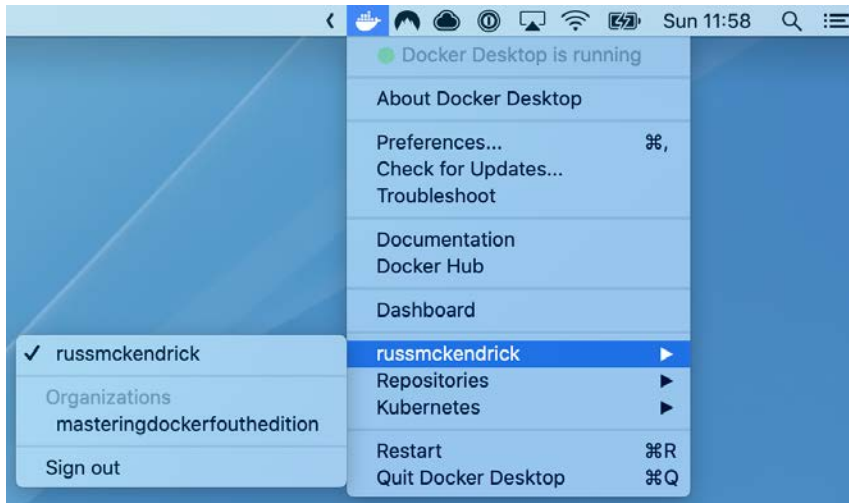 Sun 11:58
Docker Desktop is running
About Docker Desktop
Preferences... ⌘,
Check for Updates...
Troubleshoot
Documentation
Docker Hub
Dashboard
russmckendrick
Repositories
Kubernetes
Restart ⌘R
Quit Docker Desktop ⌘Q
✓ russmckendrick
Organizations
masteringdockerfouthedition
Sign out